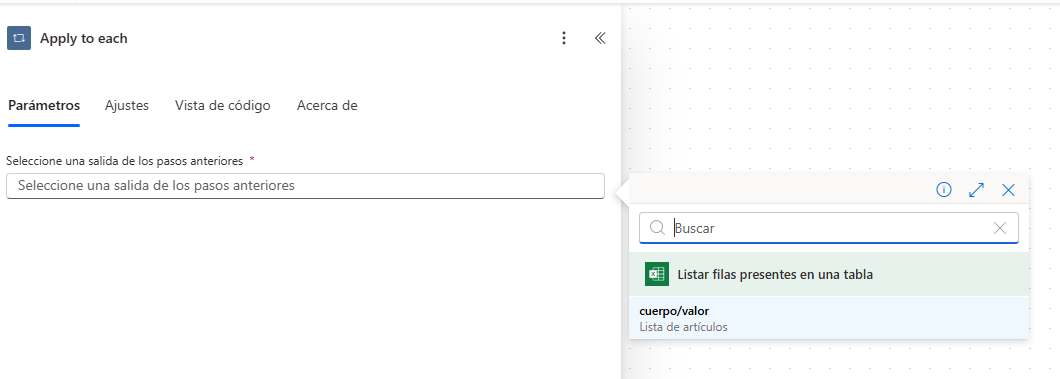 Apply to each
Parámetros Ajustes Vista de código Acerca de
Seleccione una salida de los pasos anteriores *
Seleccione una salida de los pasos anteriores
Buscar
Listar filas presentes en una tabla
cuerpo/valor
Lista de artículos